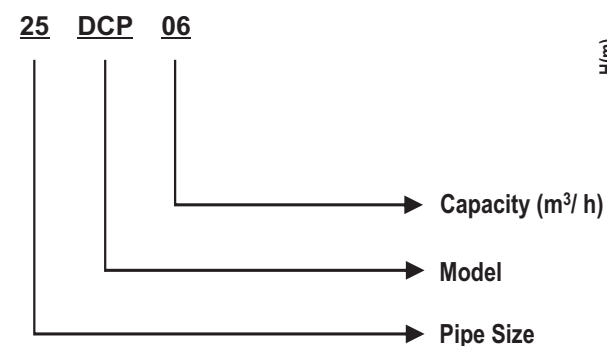 25 DCP 06
H(m)
Capacity (m³/ h)
Model
Pipe Size